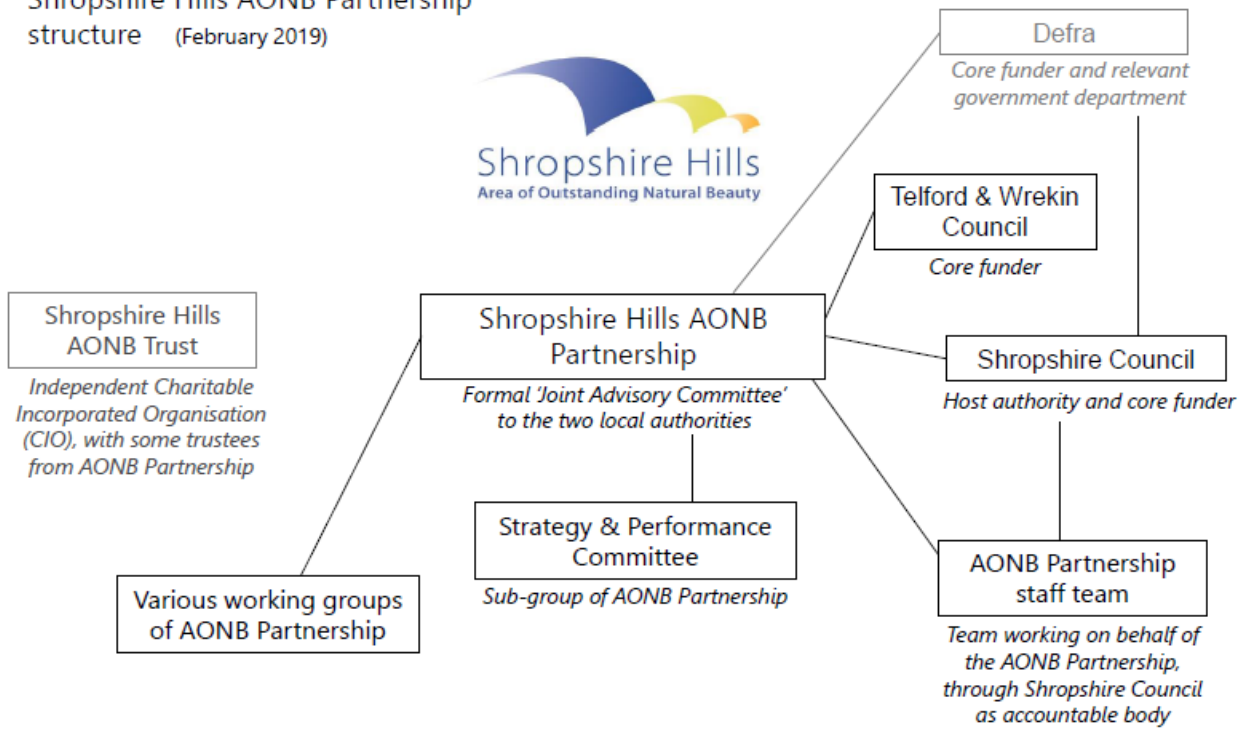 Shropshire Hills AONB Partnership
structure (February 2019)
Shropshire Hills
Area of Outstanding Natural Beauty
Defra
Core funder and relevant
government department
Telford & Wrekin
Council
Core funder
Shropshire Hills
AONB Trust
Independent Charitable
Incorporated Organisation
(CIO), with some trustees
from AONB Partnership
Shropshire Hills AONB
Partnership
Formal 'Joint Advisory Committee'
to the two local authorities
Shropshire Council
Host authority and core funder
Strategy & Performance
Committee
Sub-group of AONB Partnership
Various working groups
of AONB Partnership
AONB Partnership
staff team
Team working on behalf of
the AONB Partnership,
through Shropshire Council
as accountable body